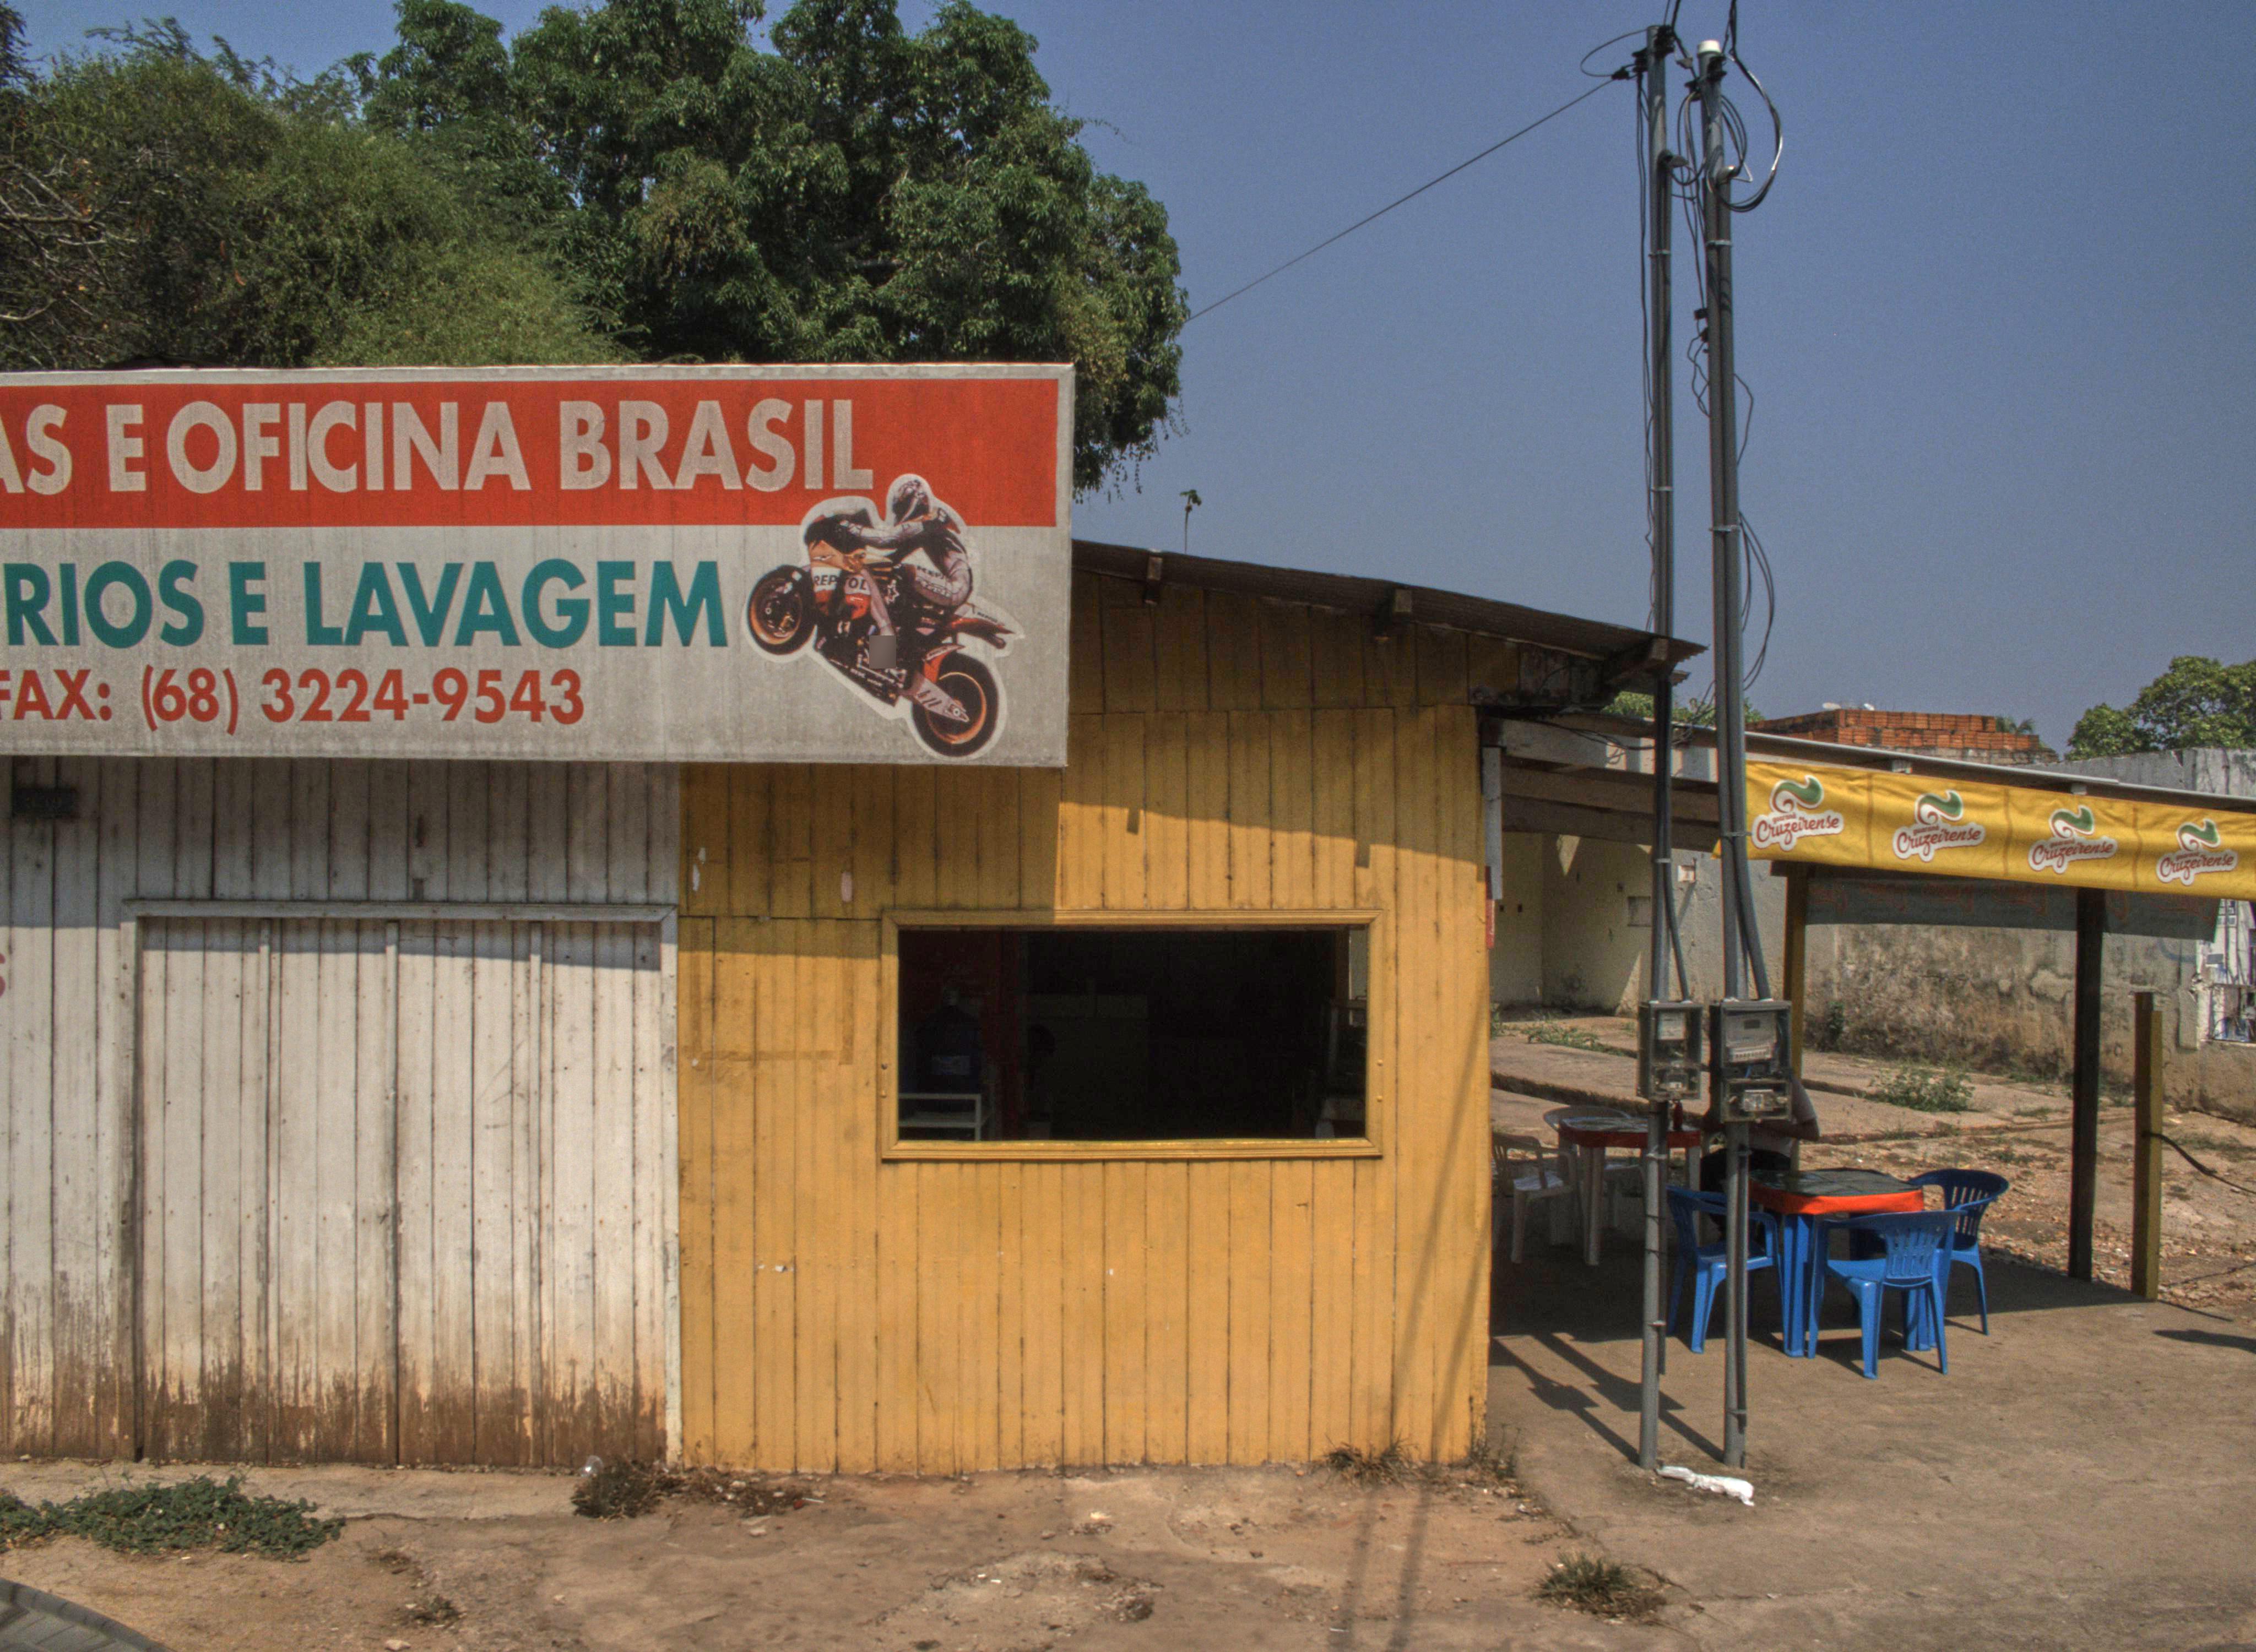 AS E OFICINA BRASIL
RIOS E LAVAGEM
FAX: (68) 3224-9543
REPSOL
Cruzeirense
Cruzeirense
Cruzeirense
Cruzeirense